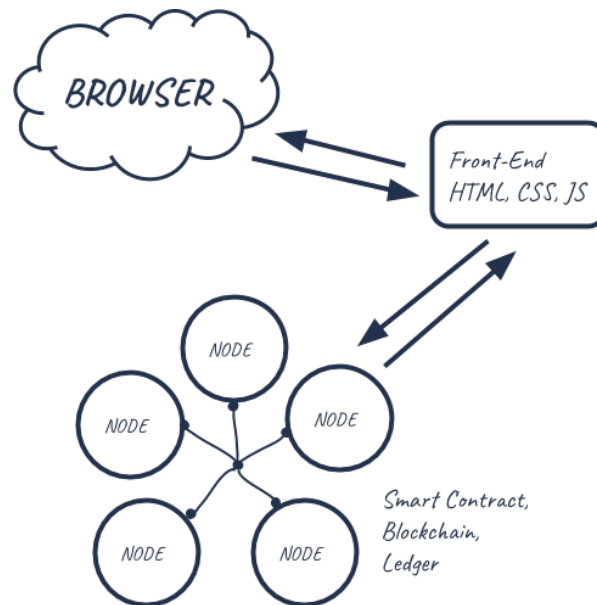 BROWSER
Front-End
HTML, CSS, JS
NODE
NODE
NODE
NODE
NODE
Smart Contract,
Blockchain,
Ledger